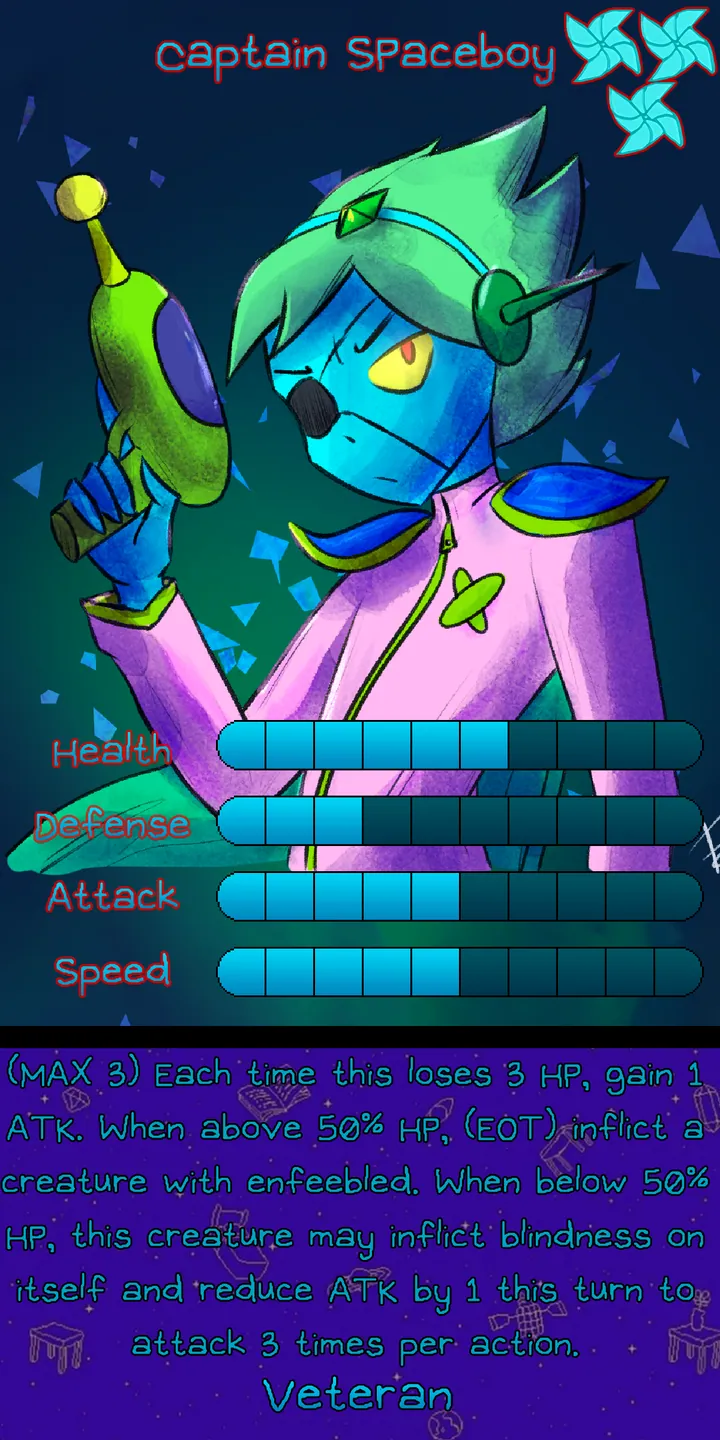 Captain SPaceboy
Health
Defense
Attack
Speed
(MAX 3) Each time this loses 3 HP, gain 1
ATK. When above 50% HP, (EOT) inflict a
creature with enfeebled. When below 50%
HP, this creature may inflict blindness on
itself and reduce ATK by 1 this turn to
attack 3 times per action.
Veteran